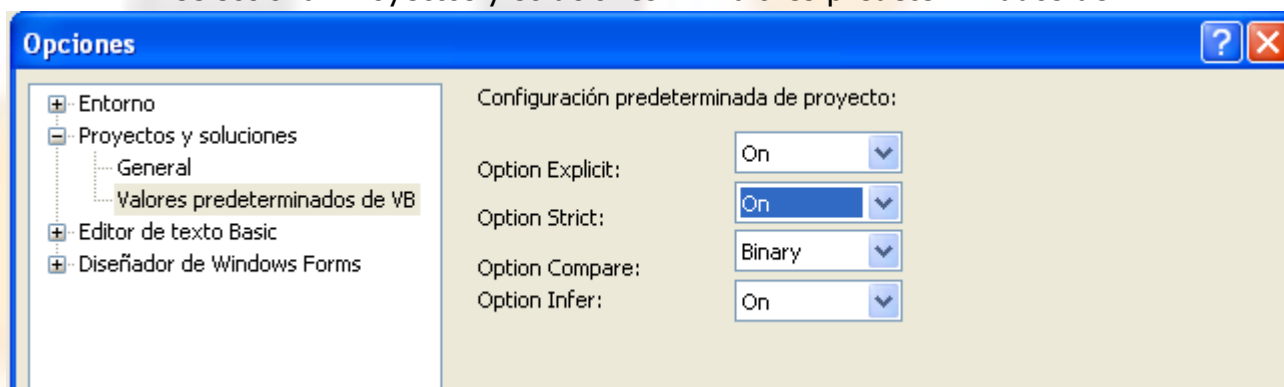 Opciones
Entorno
Proyectos y soluciones
General
Valores predeterminados de VB
Editor de texto Basic
Diseñador de Windows Forms
Configuración predeterminada de proyecto:
Option Explicit: On
Option Strict: On
Option Compare: Binary
Option Infer: On